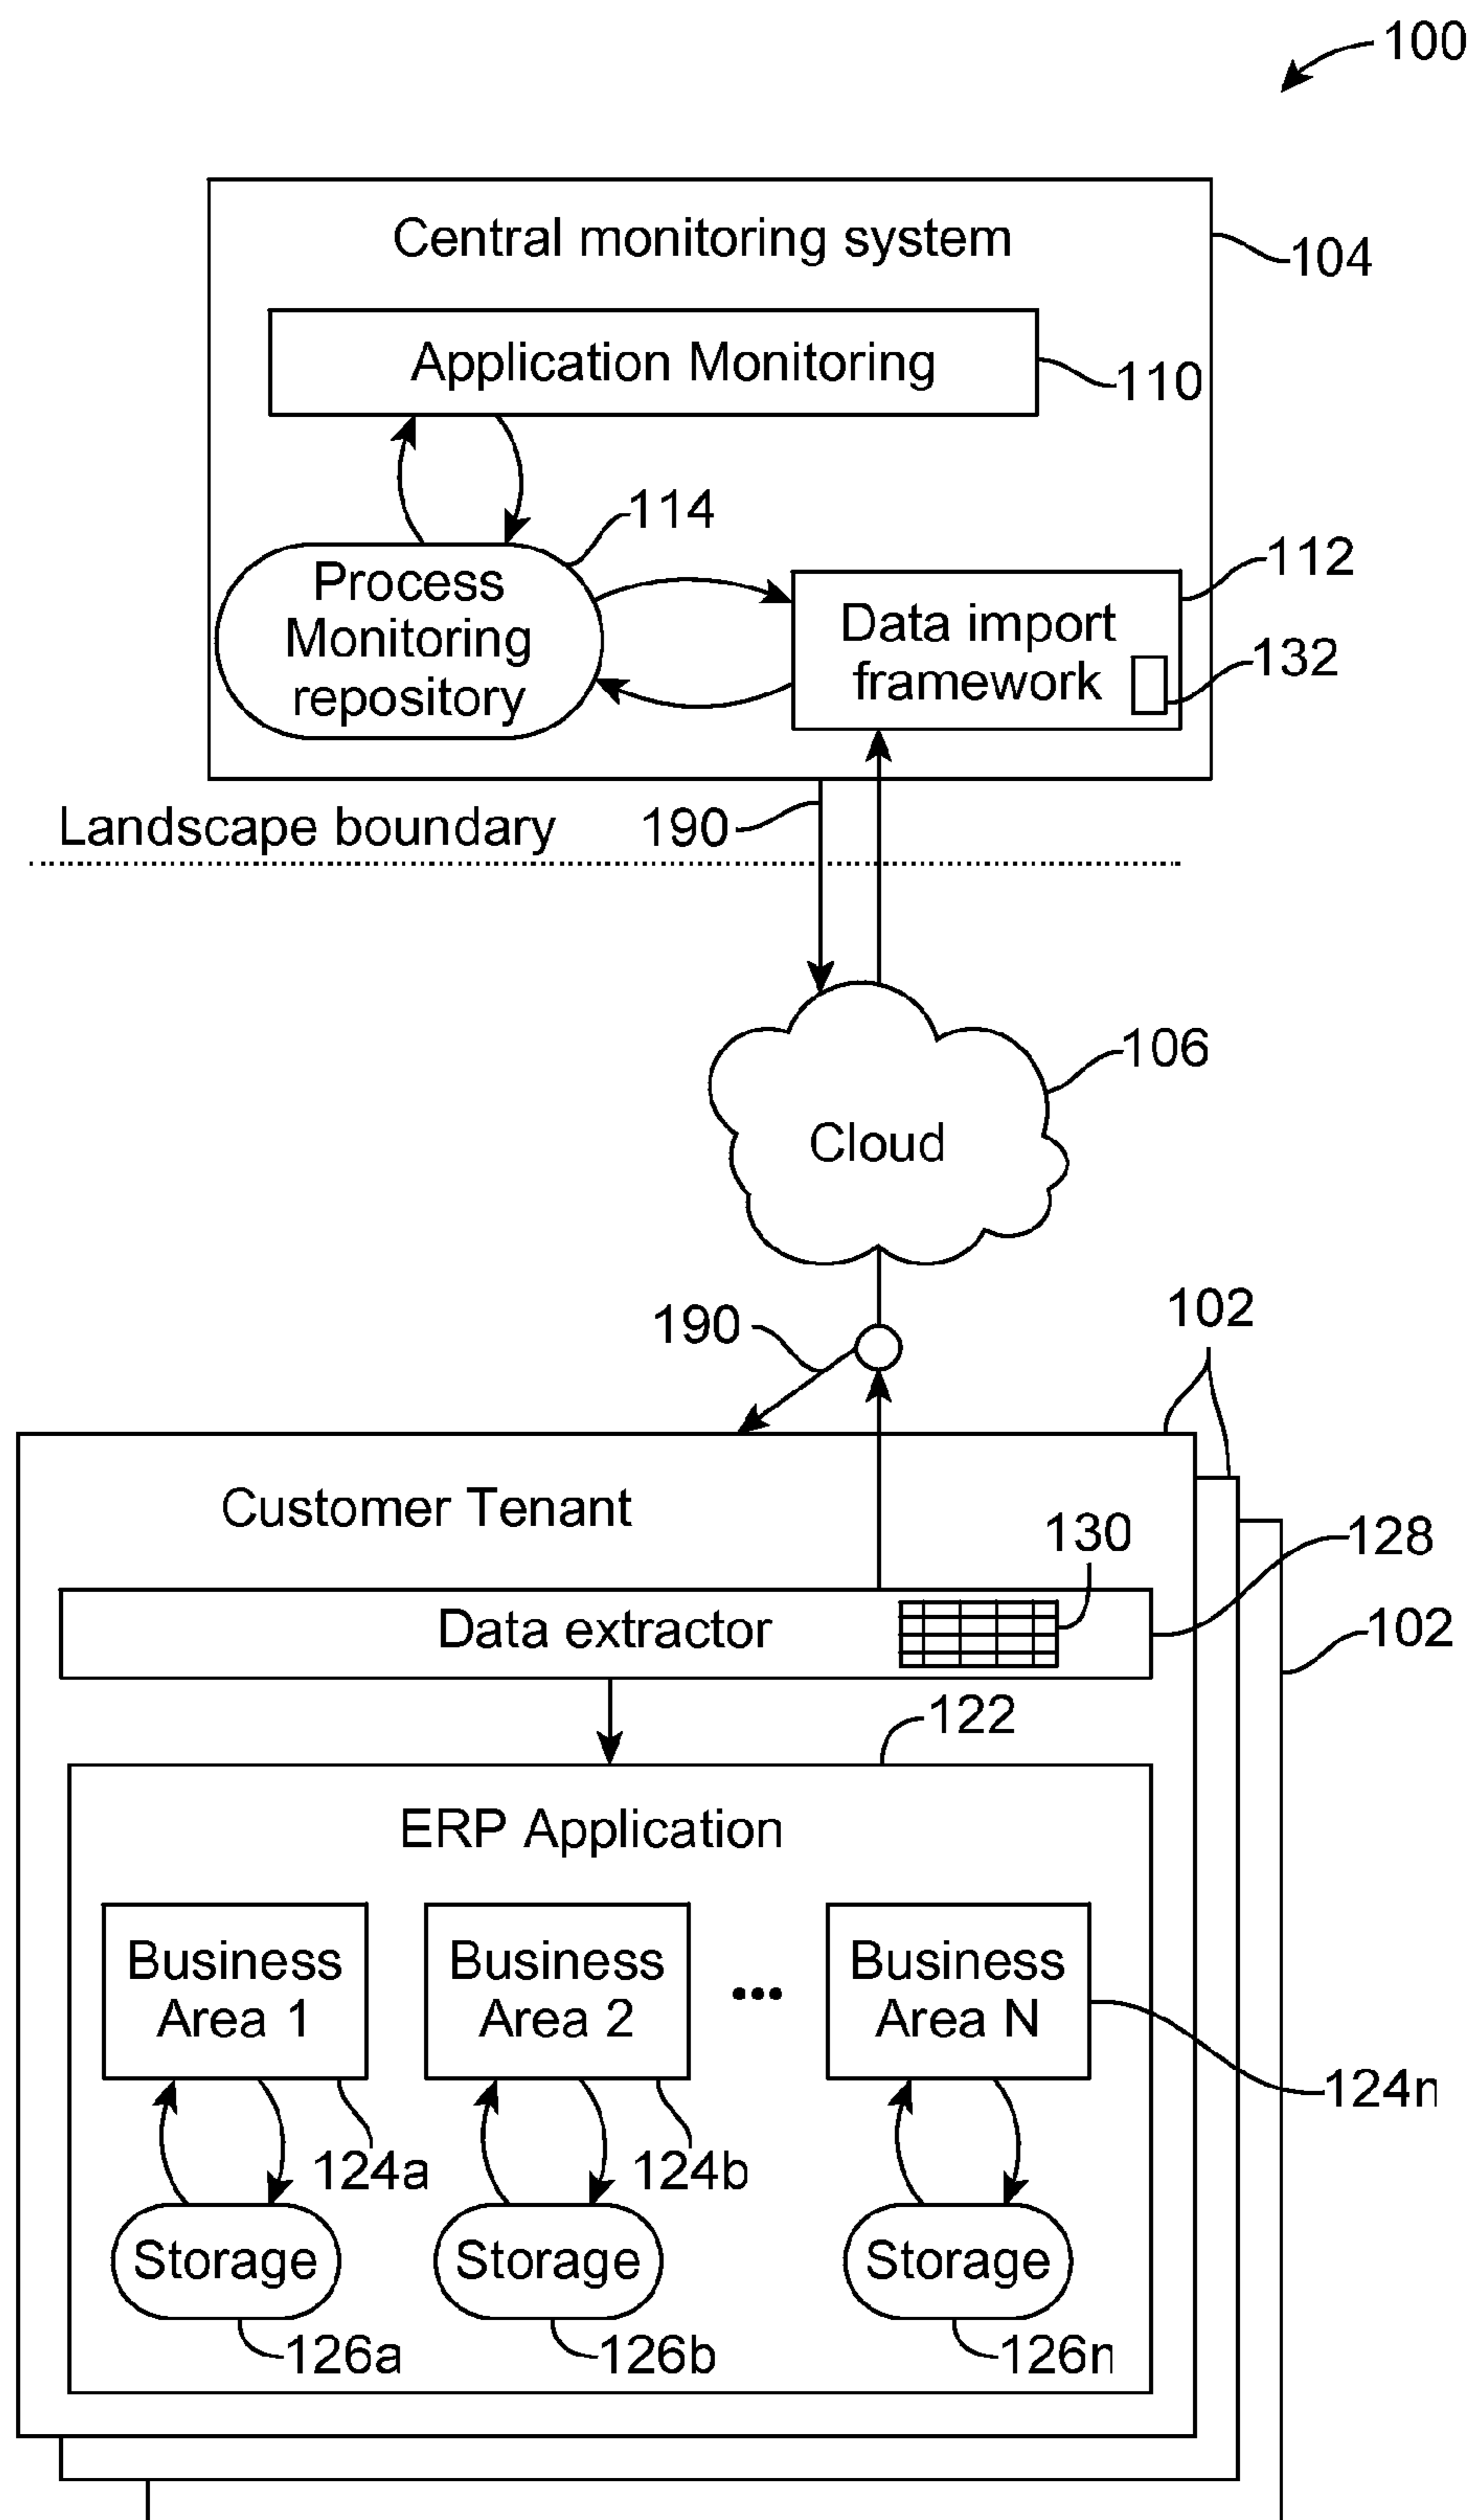 100
Central monitoring system
104
Application Monitoring
110
114
Process
Monitoring
repository
112
Data import
framework
132
Landscape boundary
190
106
Cloud
190
102
Customer Tenant
130
128
Data extractor
102
122
ERP Application
Business
Area 1
Business
Area 2
•••
Business
Area N
124n
124a
124b
Storage
Storage
Storage
126a
126b
126n